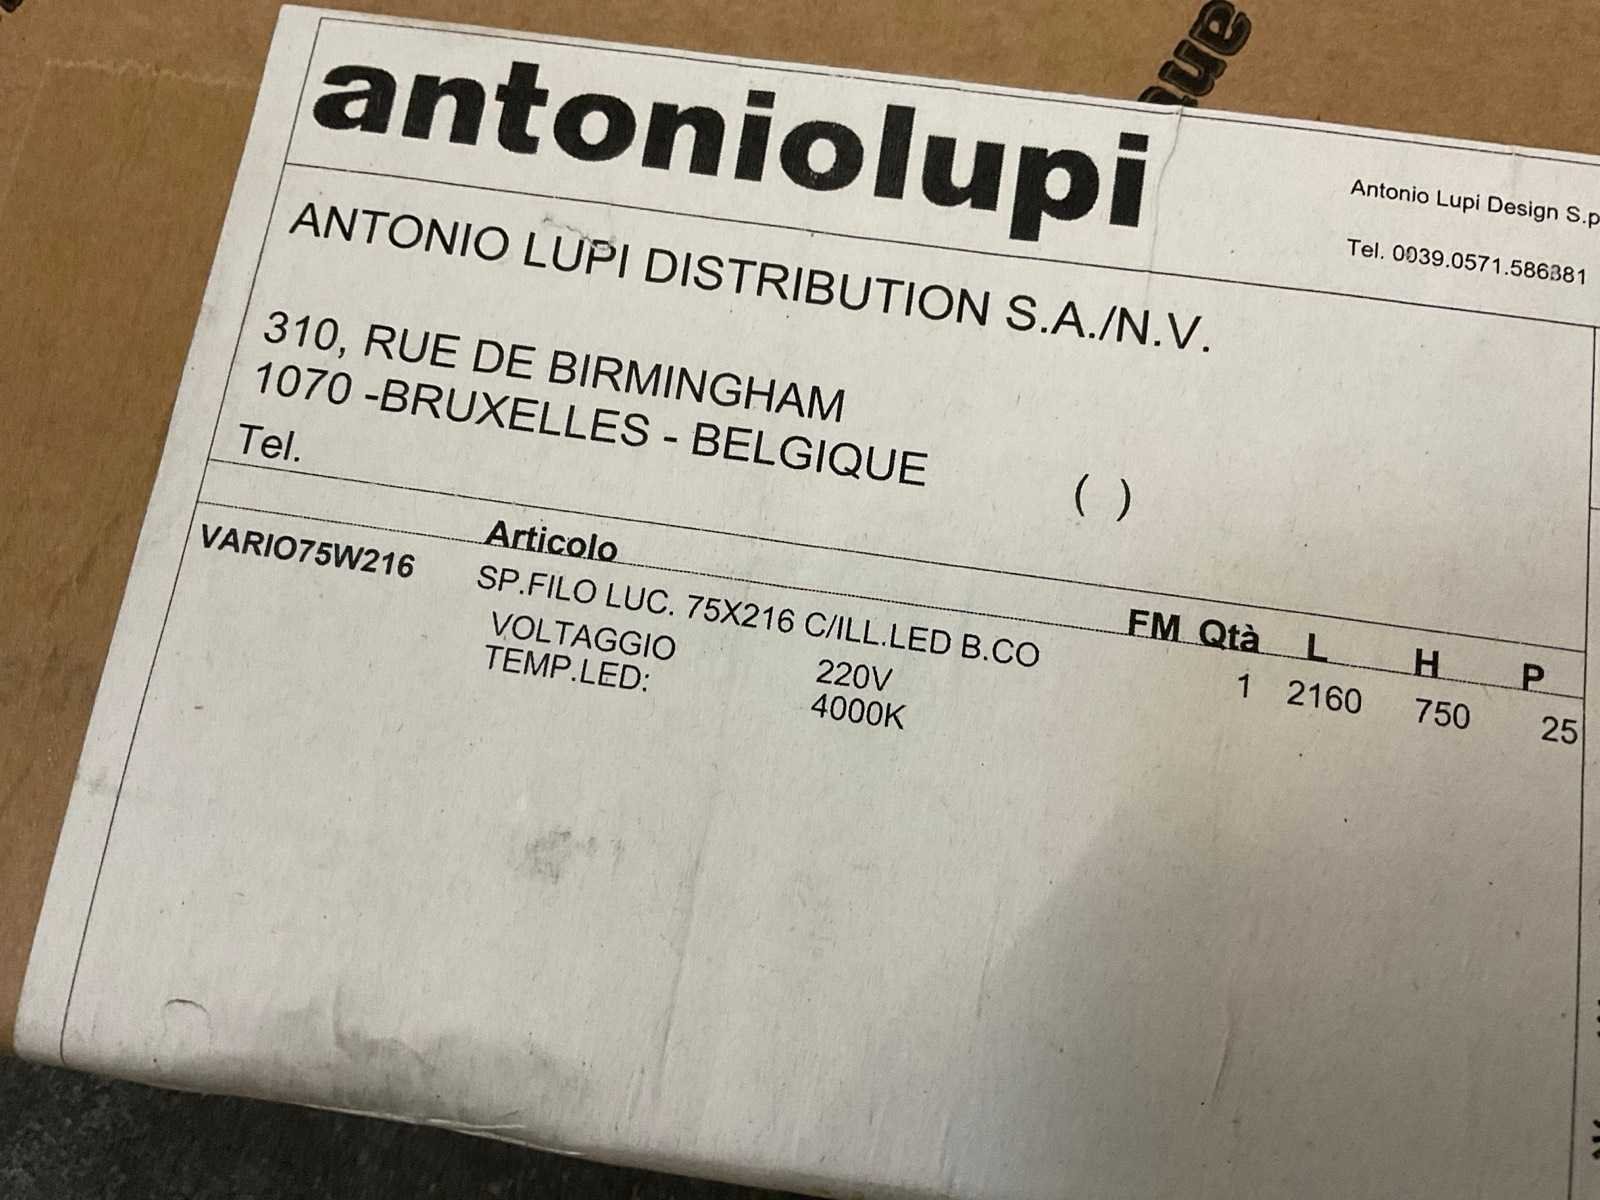 antoniolupi
Antonio Lupi Design S.p
Tel. 0039.0571.586881
ANTONIO LUPI DISTRIBUTION S.A./N.V.
310, RUE DE BIRMINGHAM
1070 -BRUXELLES - BELGIQUE
Tel.
( )
Articolo FM Qtà L H P
VARIO75W216 SP.FILO LUC. 75X216 C/ILL.LED B.CO 1 2160 750 25
VOLTAGGIO 220V
TEMP.LED: 4000K